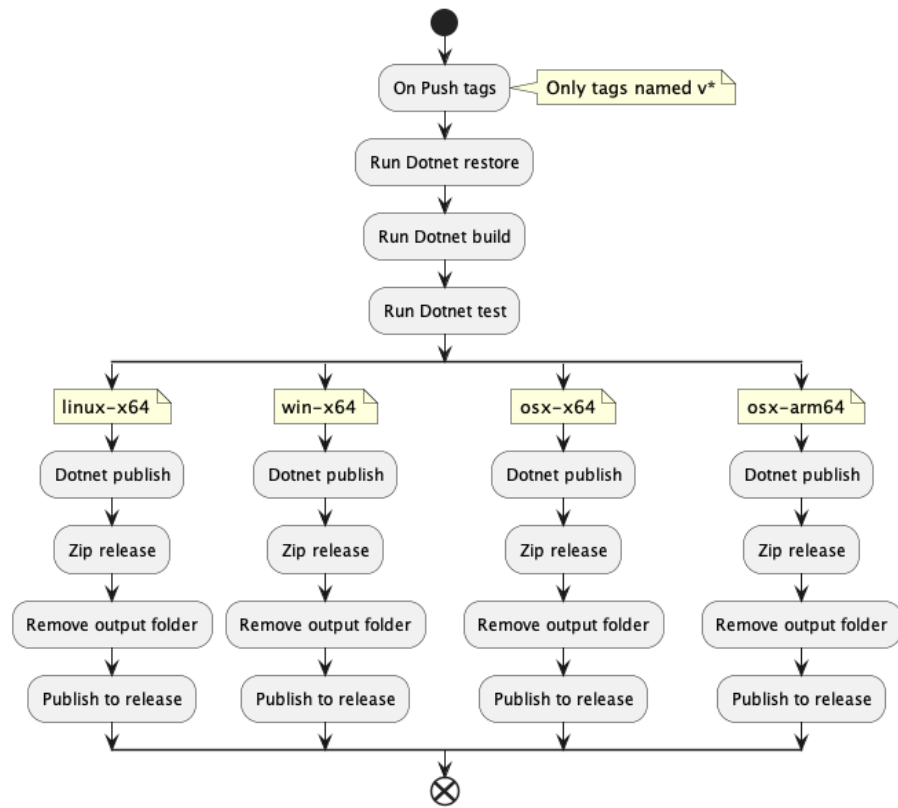 On Push tags
Only tags named v*
Run Dotnet restore
Run Dotnet build
Run Dotnet test
linux-x64
win-x64
osx-x64
osx-arm64
Dotnet publish
Dotnet publish
Dotnet publish
Dotnet publish
Zip release
Zip release
Zip release
Zip release
Remove output folder
Remove output folder
Remove output folder
Remove output folder
Publish to release
Publish to release
Publish to release
Publish to release